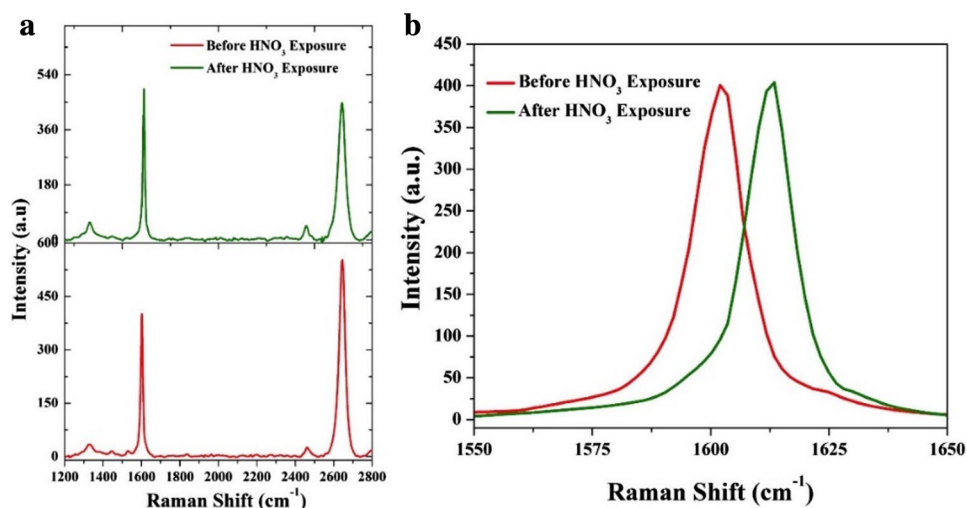 a
Before HNO3 Exposure
After HNO3 Exposure
540
360
180
0
600
450
300
150
0
1200 1400 1600 1800 2000 2200 2400 2600 2800
Intensity (a.u)
Raman Shift (cm-1)
b
Before HNO3 Exposure
After HNO3 Exposure
450
400
350
300
250
200
150
100
50
0
1550 1575 1600 1625 1650
Intensity (a.u.)
Raman Shift (cm-1)